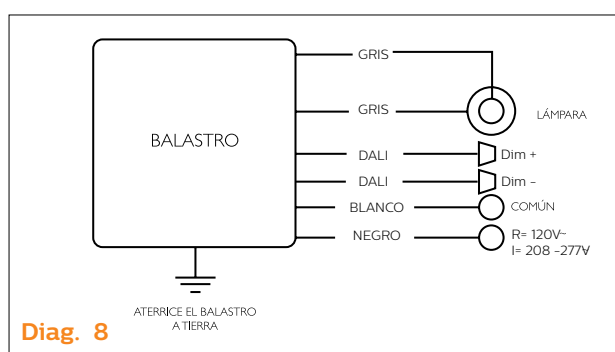 GRIS
GRIS
LÁMPARA
BALASTRO
DALI
Dim +
DALI
Dim -
BLANCO
COMÚN
NEGRO
R= 120V~
I= 208 -277∀
ATERRICE EL BALASTRO
A TIERRA
Diag. 8